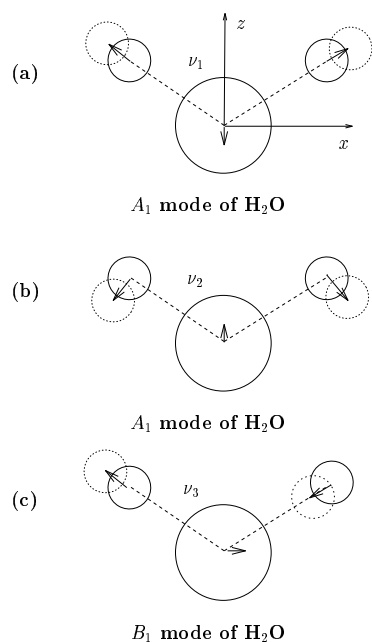 z
(a)
ν₁
x
A₁ mode of H₂O
(b)
ν₂
A₁ mode of H₂O
(c)
ν₃
B₁ mode of H₂O